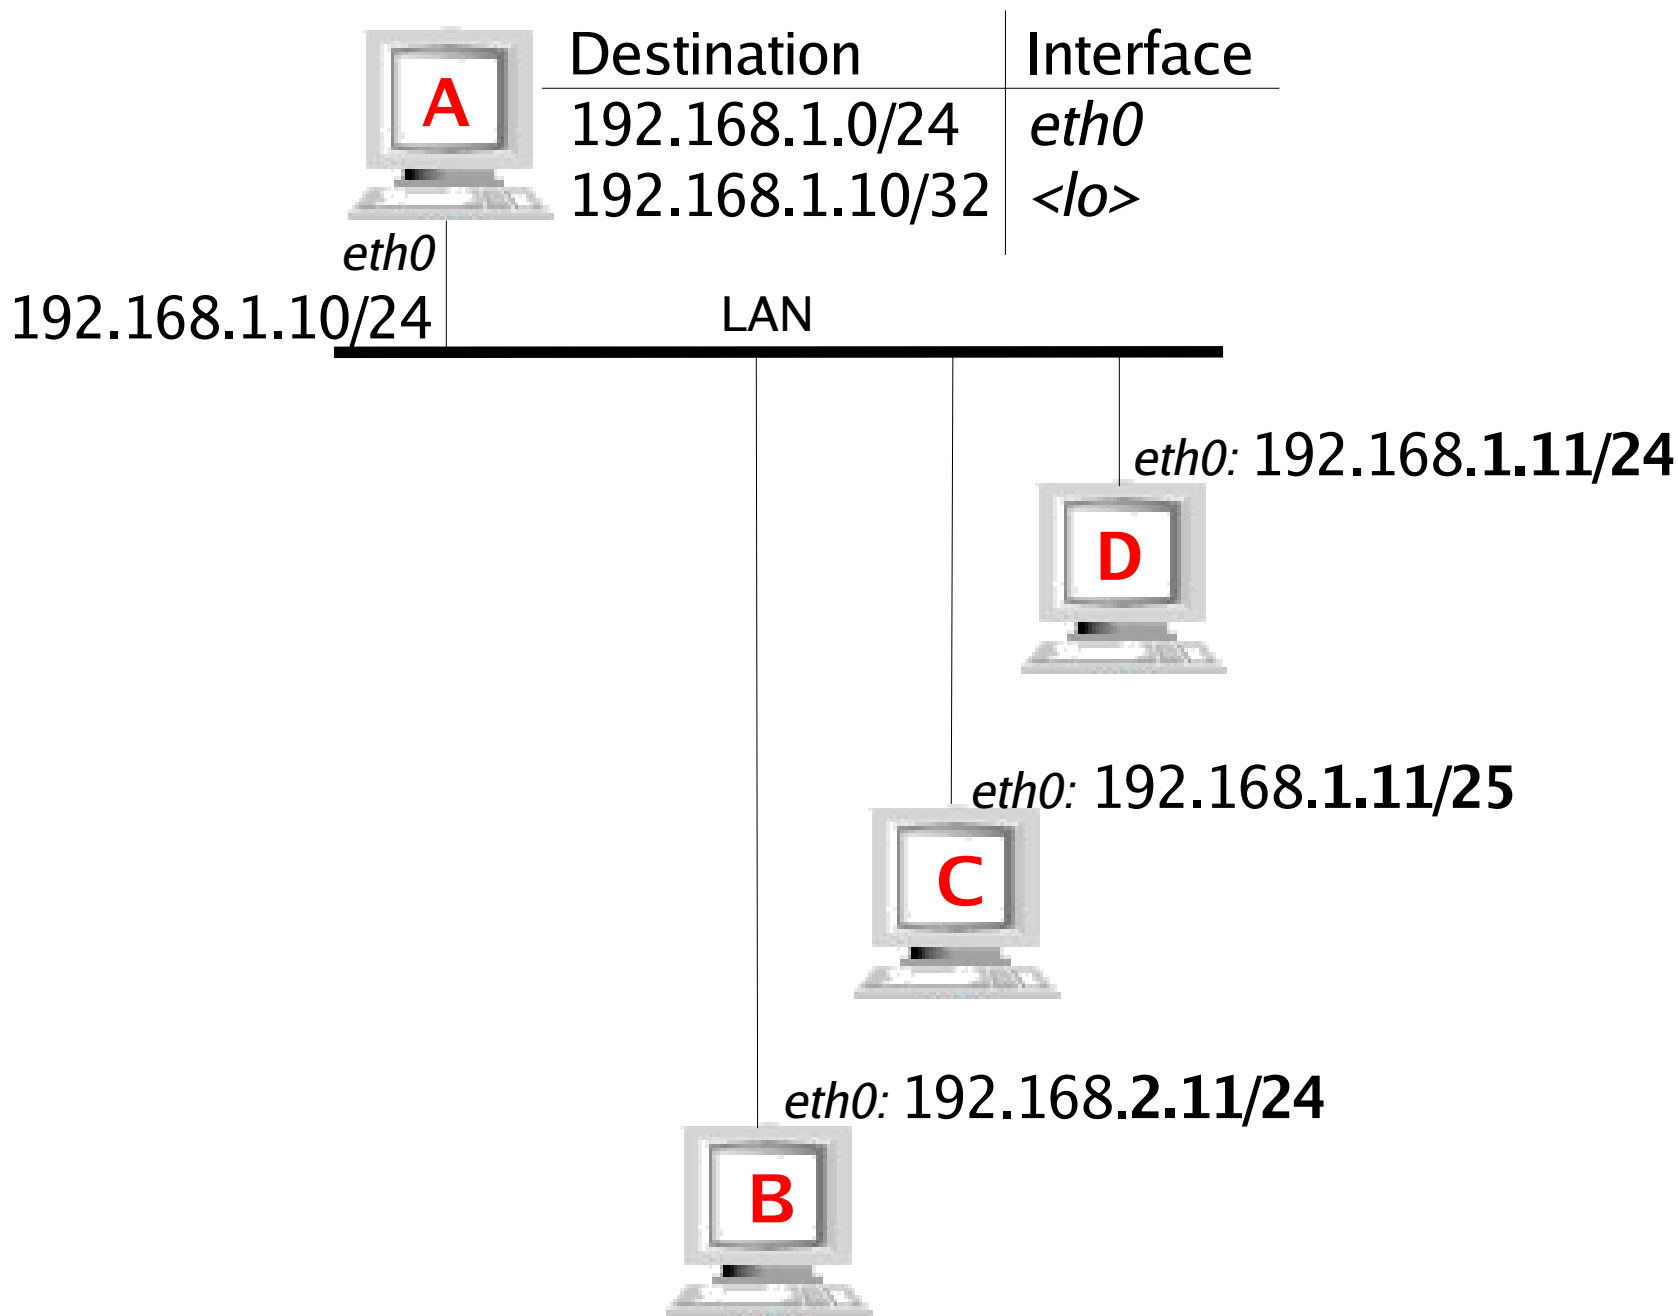 A
Destination Interface
192.168.1.0/24 eth0
192.168.1.10/32 <lo>
eth0
192.168.1.10/24
LAN
eth0: 192.168.1.11/24
D
eth0: 192.168.1.11/25
C
eth0: 192.168.2.11/24
B